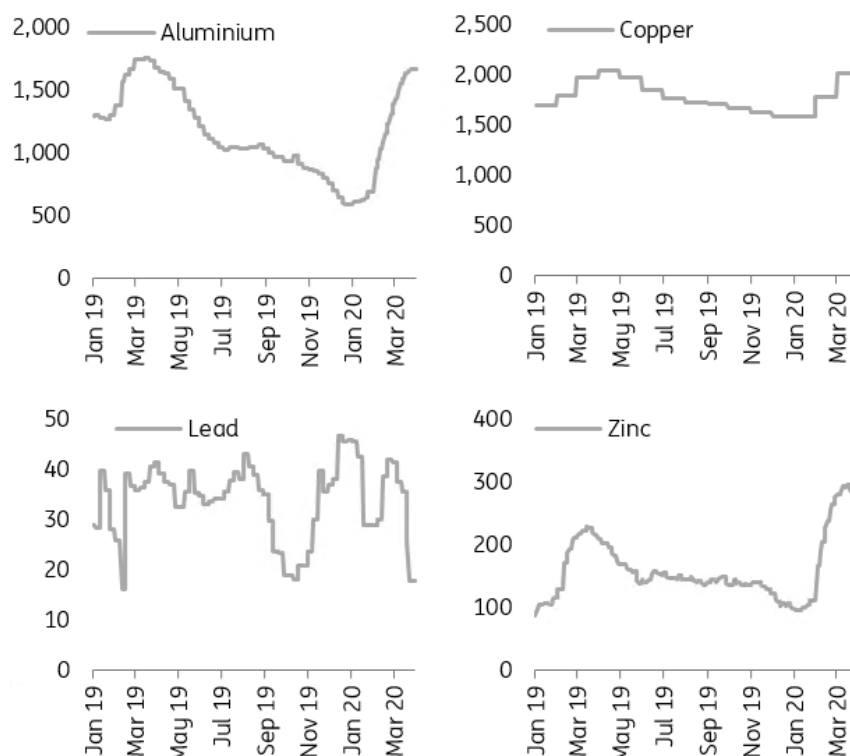 Aluminium
2,000
1,500
1,000
500
0
Jan 19
Mar 19
May 19
Jul 19
Sep 19
Nov 19
Jan 20
Mar 20
Copper
2,500
2,000
1,500
1,000
500
0
Jan 19
Mar 19
May 19
Jul 19
Sep 19
Nov 19
Jan 20
Mar 20
Lead
50
40
30
20
10
0
Jan 19
Mar 19
May 19
Jul 19
Sep 19
Nov 19
Jan 20
Mar 20
Zinc
400
300
200
100
0
Jan 19
Mar 19
May 19
Jul 19
Sep 19
Nov 19
Jan 20
Mar 20